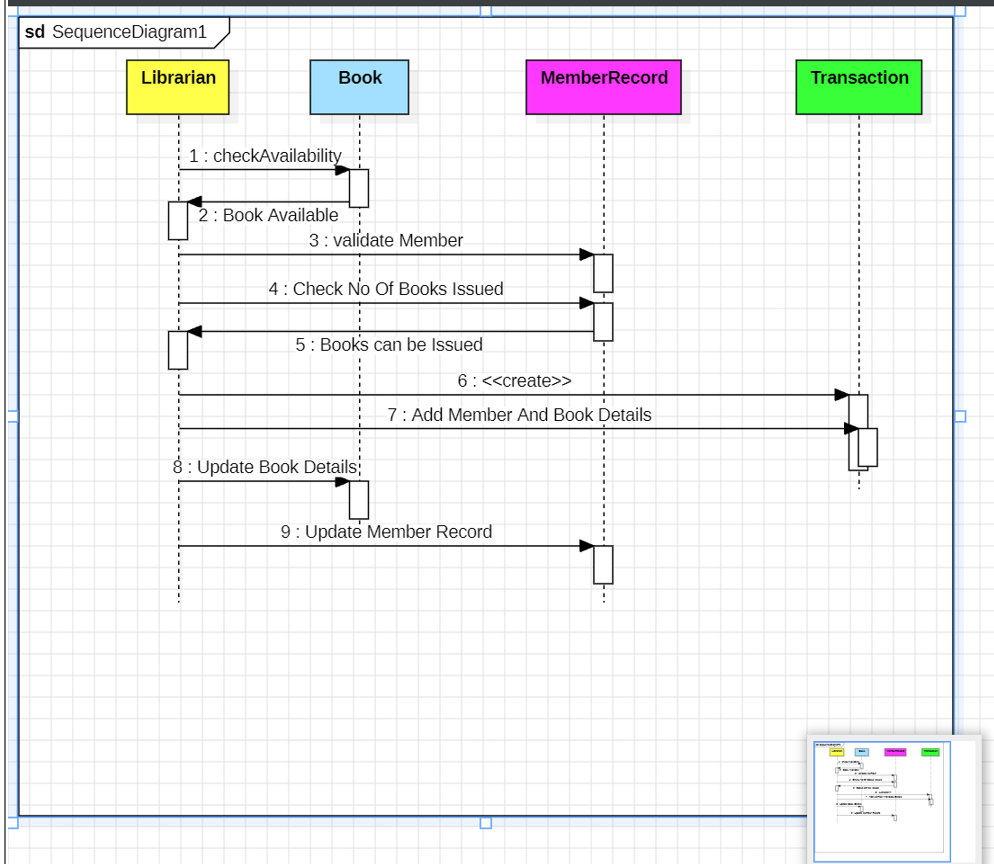 sd SequenceDiagram1
Librarian
Book
MemberRecord
Transaction
1 : checkAvailability
2 : Book Available
3 : validate Member
4 : Check No Of Books Issued
5 : Books can be Issued
6 : <<create>>
7 : Add Member And Book Details
8 : Update Book Details
9 : Update Member Record